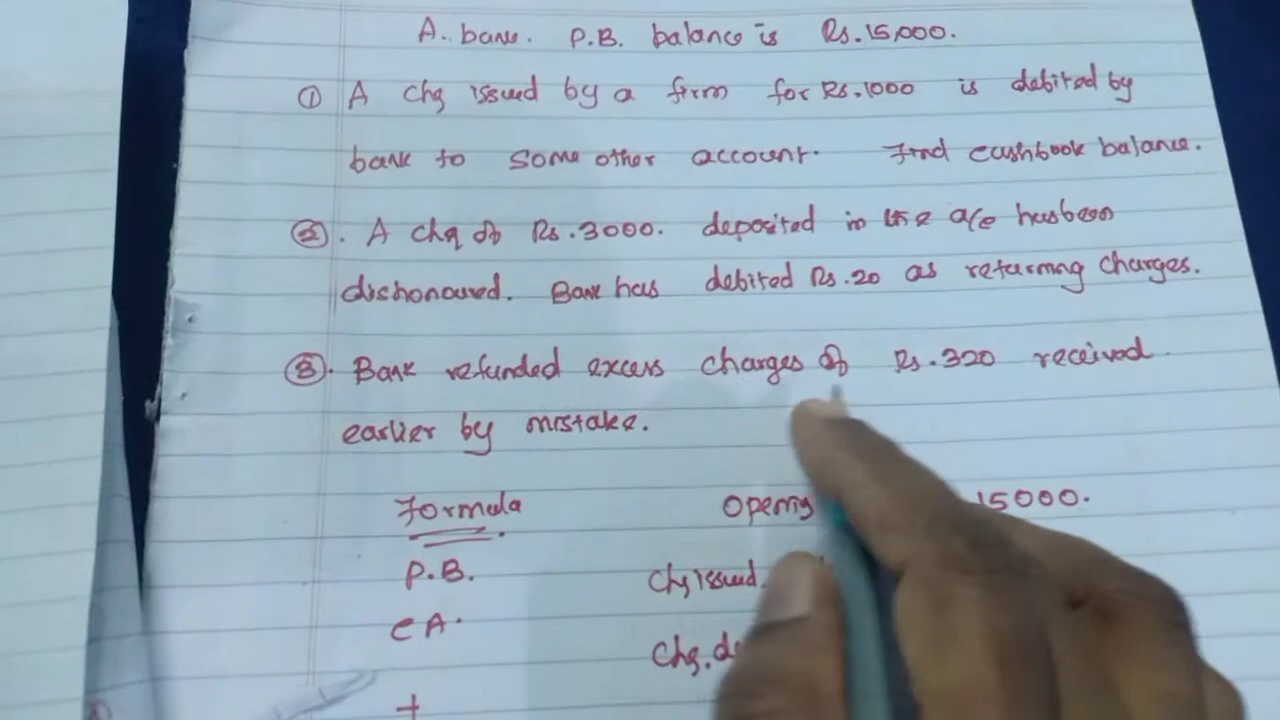 A. bank. P.B. balance is Rs. 15,000.
① A chq issued by a firm for Rs. 1000 is debited by
bank to some other account. Find cashbook balance.
②. A chq of Rs. 3000. deposited in the a/c has been
dishonoured. Bank has debited Rs. 20 as returning charges.
③. Bank refunded excess charges of Rs. 320 received
earlier by mistake.
Formula Opening 15000.
P.B. Chq issued.
CA. Chq. de
+